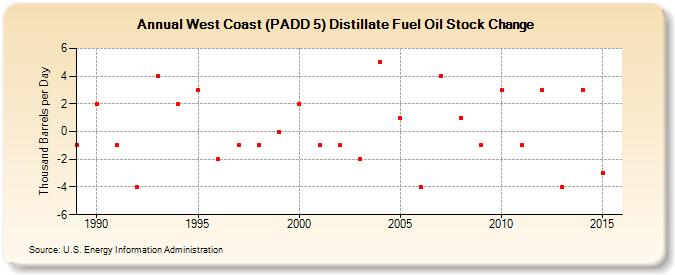 Annual West Coast (PADD 5) Distillate Fuel Oil Stock Change
Thousand Barrels per Day
6
4
2
0
-2
-4
-6
1990 1995 2000 2005 2010 2015
Source: U.S. Energy Information Administration